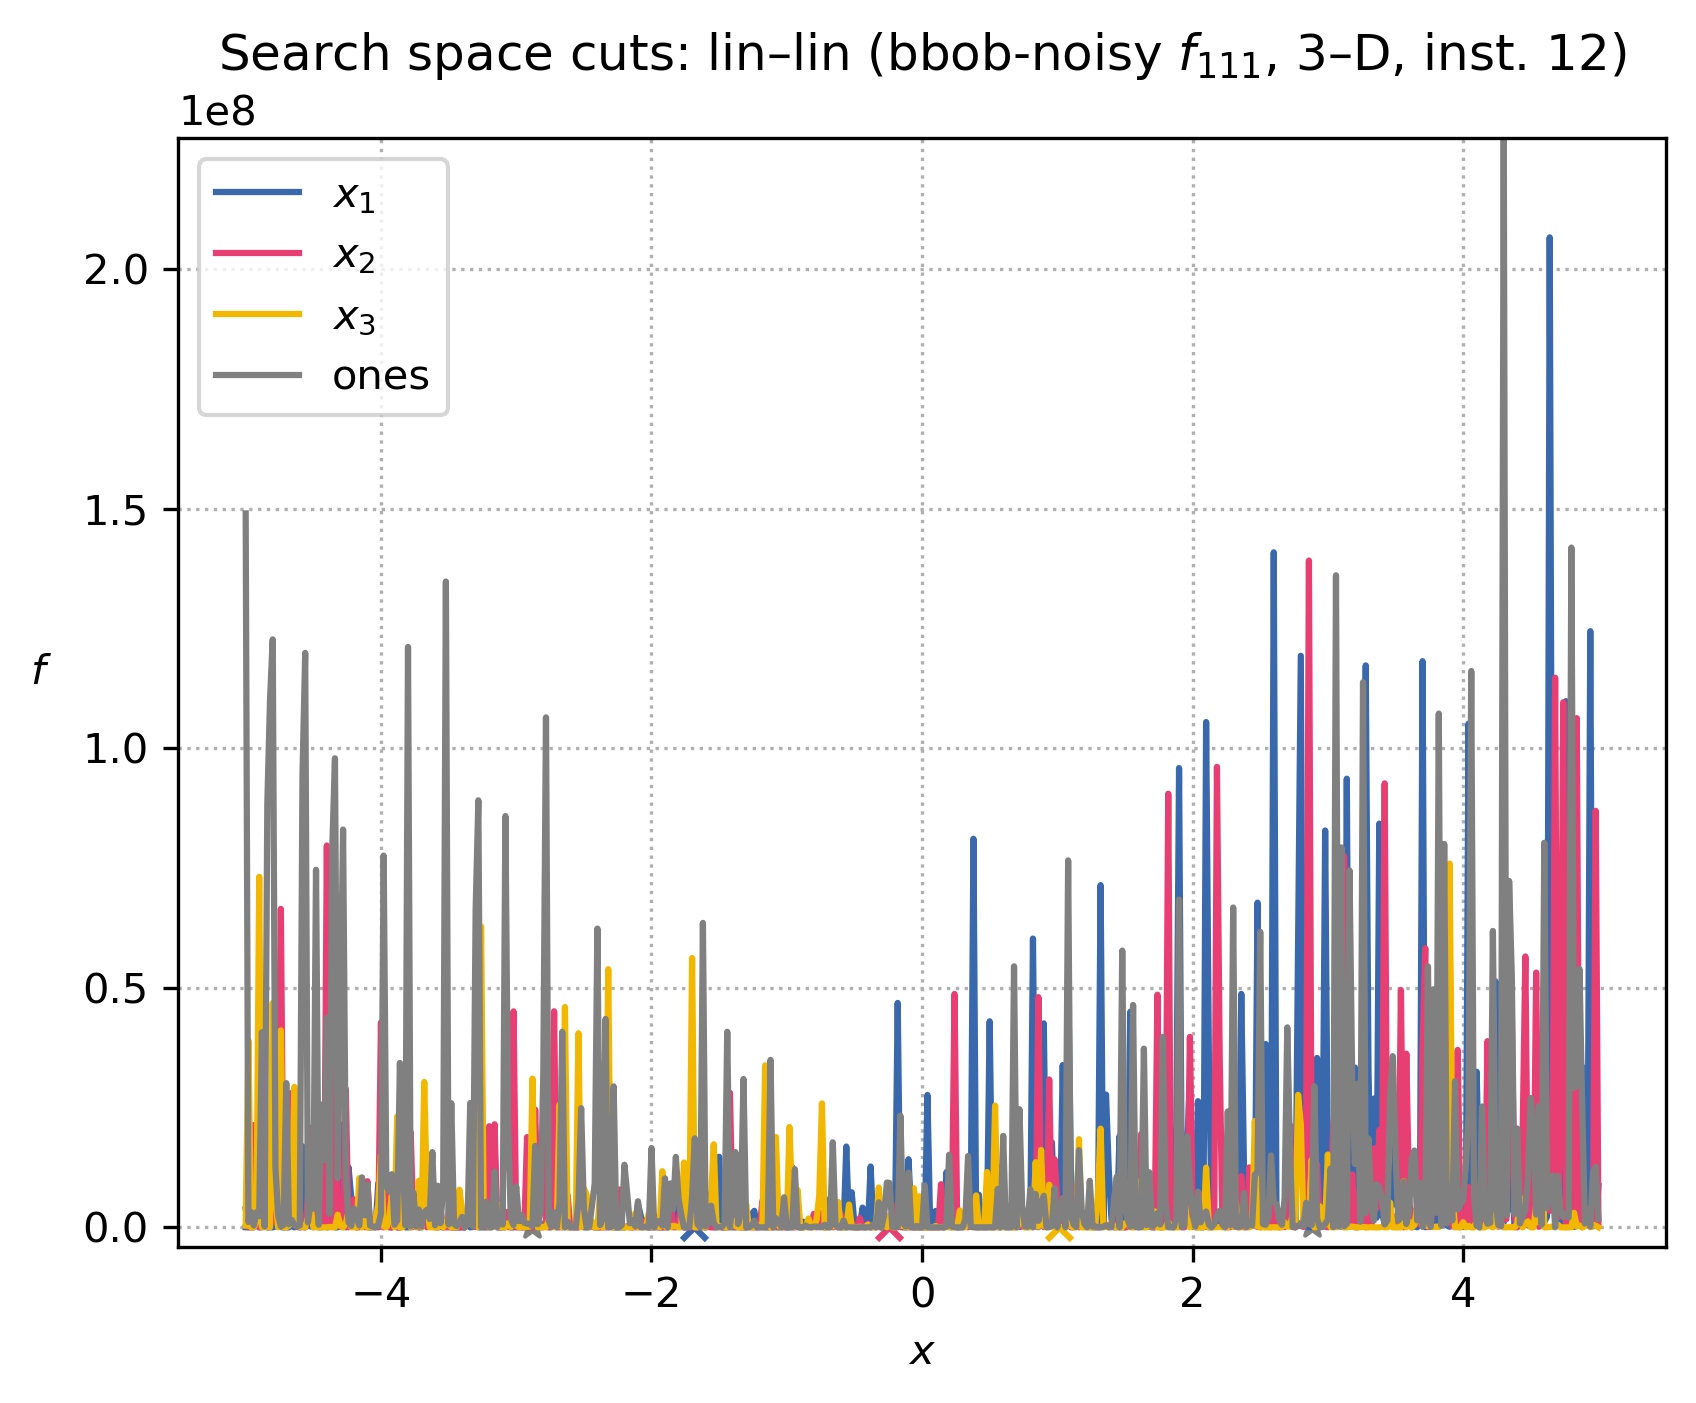 Search space cuts: lin–lin (bbob-noisy f₁₁₁, 3–D, inst. 12)
1e8
x₁
x₂
x₃
ones
2.0
1.5
1.0
0.5
0.0
f
−4 −2 0 2 4
x